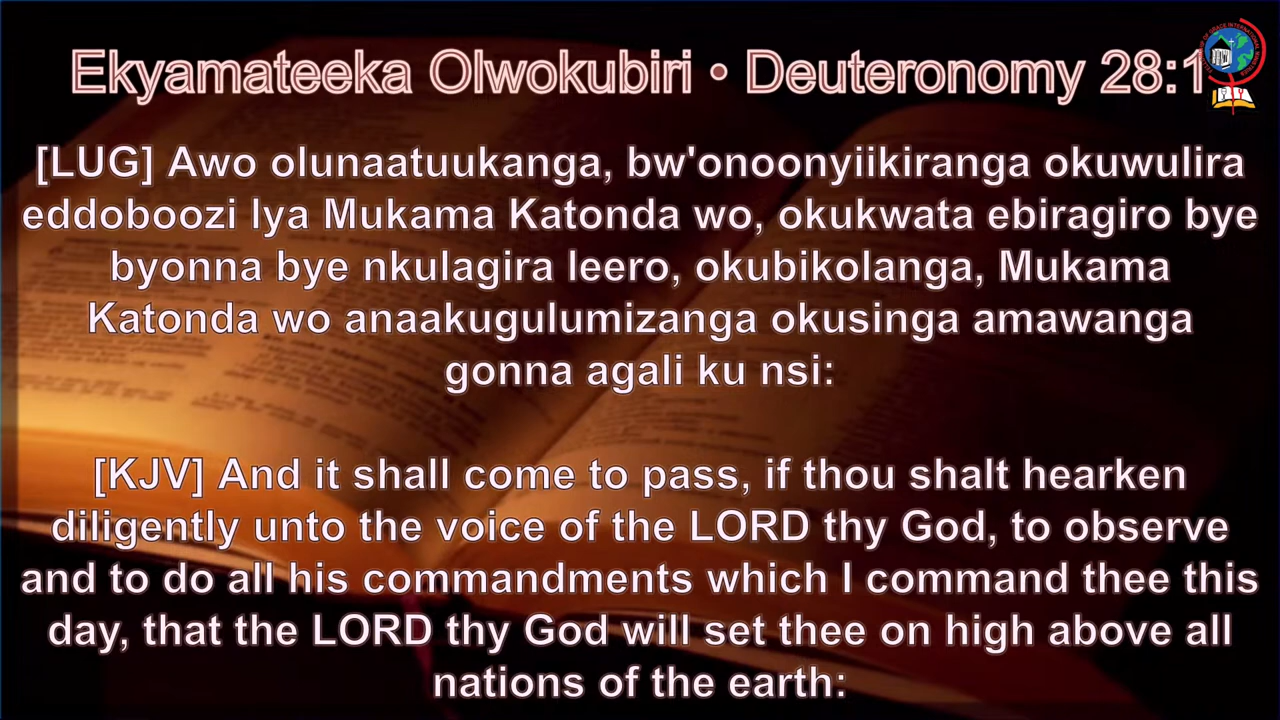 Ekyamateeka Olwokubiri • Deuteronomy 28:1
[LUG] Awo olunaatuukanga, bw'onoonyiikiranga okuwulira
eddoboozi lya Mukama Katonda wo, okukwata ebiragiro bye
byonna bye nkulagira leero, okubikolanga, Mukama
Katonda wo anaakugulumizanga okusinga amawanga
gonna agali ku nsi:
[KJV] And it shall come to pass, if thou shalt hearken
diligently unto the voice of the LORD thy God, to observe
and to do all his commandments which I command thee this
day, that the LORD thy God will set thee on high above all
nations of the earth: